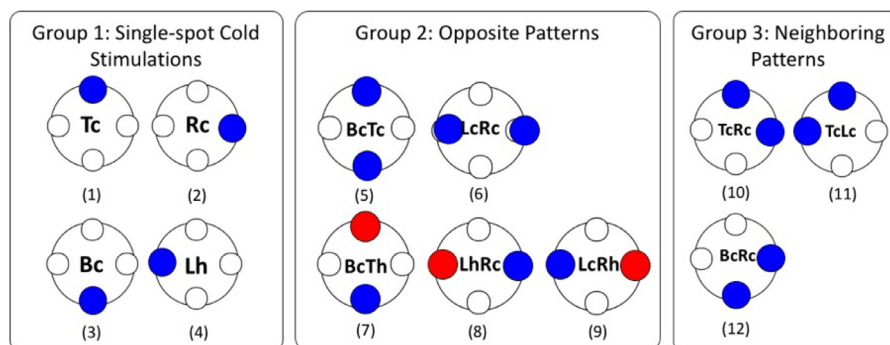 Group 1: Single-spot Cold
Stimulations
Tc
Rc
(1)
(2)
Bc
Lh
(3)
(4)
Group 2: Opposite Patterns
BcTc
LcRc
(5)
(6)
BcTh
LhRc
LcRh
(7)
(8)
(9)
Group 3: Neighboring
Patterns
TcRc
TcLc
(10)
(11)
BcRc
(12)